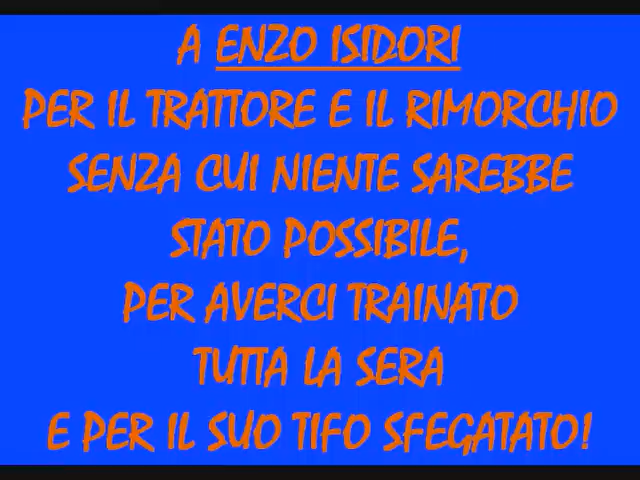 A ENZO ISIDORI
PER IL TRATTORE E IL RIMORCHIO
SENZA CUI NIENTE SAREBBE
STATO POSSIBILE,
PER AVERCI TRAINATO
TUTTA LA SERA
E PER IL SUO TIFO SFEGATATO!